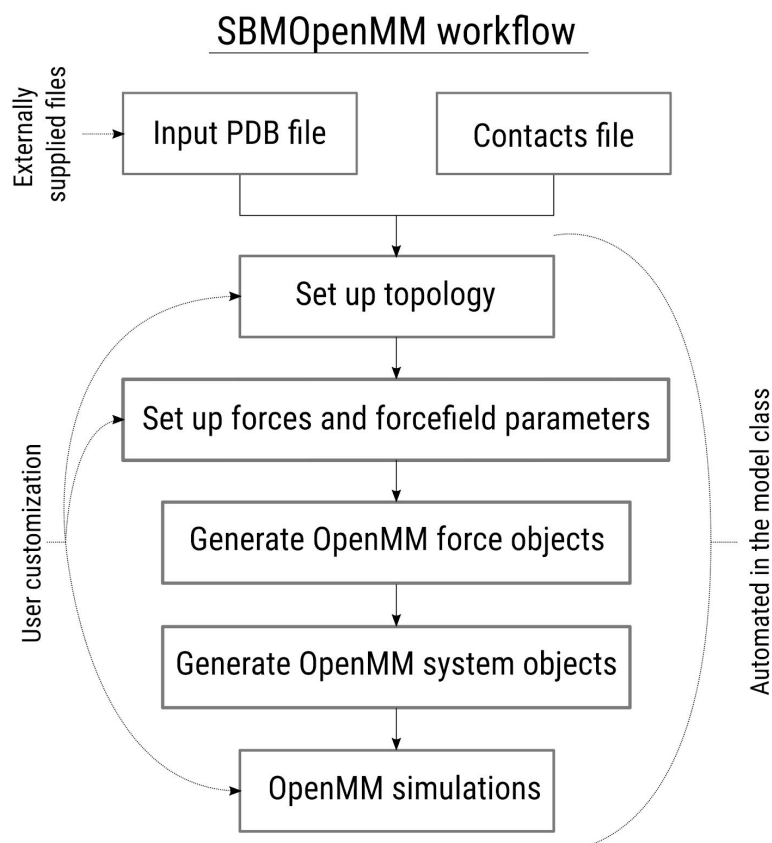 SBMOpenMM workflow
Externally
supplied files
Input PDB file
Contacts file
Set up topology
Set up forces and forcefield parameters
Generate OpenMM force objects
Generate OpenMM system objects
OpenMM simulations
User customization
Automated in the model class